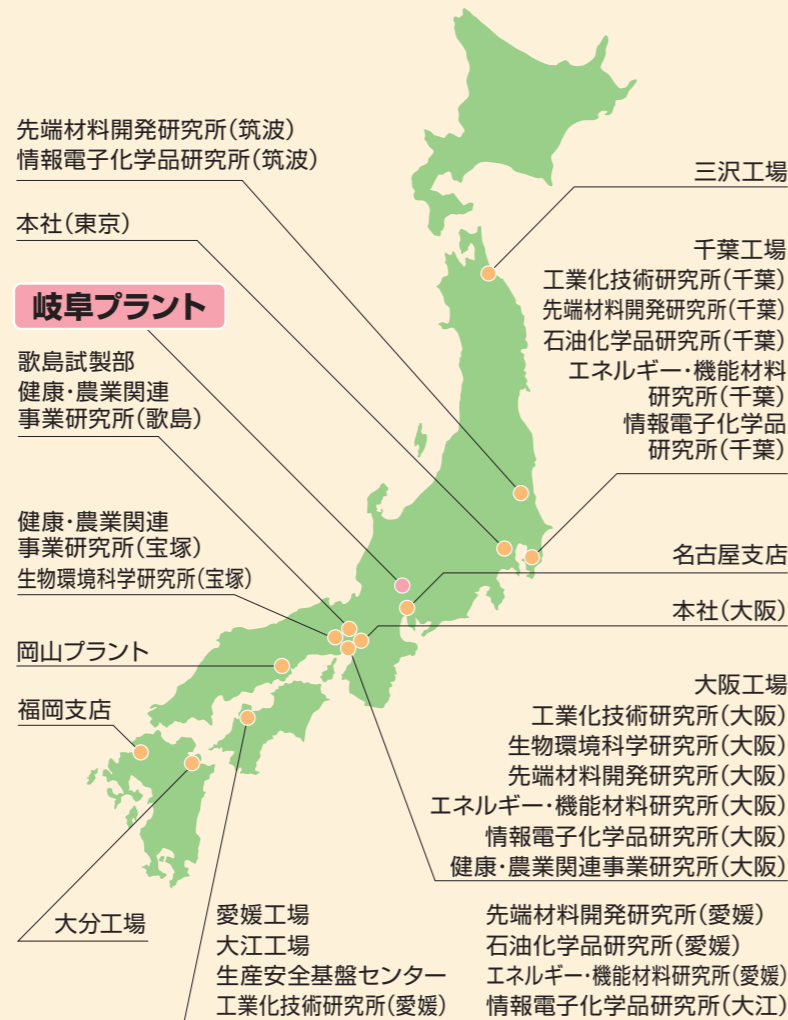 先端材料開発研究所(筑波)
情報電子化学品研究所(筑波)
本社(東京)
岐阜プラント
歌島試製部
健康・農業関連
事業研究所(歌島)
健康・農業関連
事業研究所(宝塚)
生物環境科学研究所(宝塚)
岡山プラント
福岡支店
大分工場
三沢工場
千葉工場
工業化技術研究所(千葉)
先端材料開発研究所(千葉)
石油化学品研究所(千葉)
エネルギー・機能材料
研究所(千葉)
情報電子化学品
研究所(千葉)
名古屋支店
本社(大阪)
大阪工場
工業化技術研究所(大阪)
生物環境科学研究所(大阪)
先端材料開発研究所(大阪)
エネルギー・機能材料研究所(大阪)
情報電子化学品研究所(大阪)
健康・農業関連事業研究所(大阪)
愛媛工場
大江工場
生産安全基盤センター
工業化技術研究所(愛媛)
先端材料開発研究所(愛媛)
石油化学品研究所(愛媛)
エネルギー・機能材料研究所(愛媛)
情報電子化学品研究所(大江)